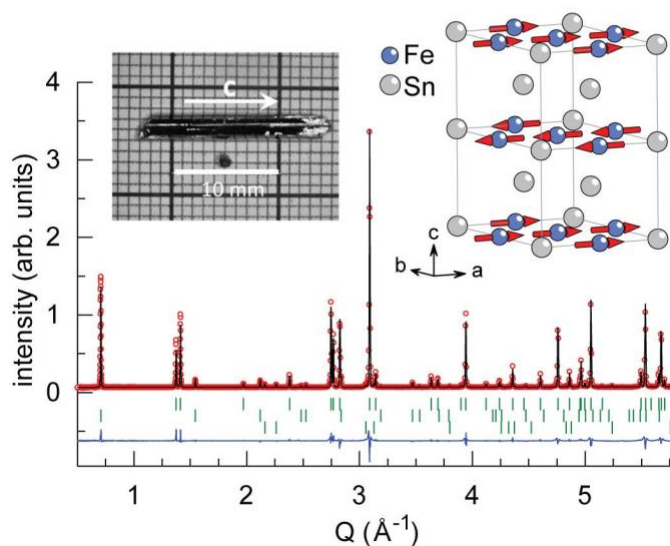 c
10 mm
Fe
Sn
c
b
a
4
3
2
1
0
intensity (arb. units)
1
2
3
4
5
Q (Å⁻¹)